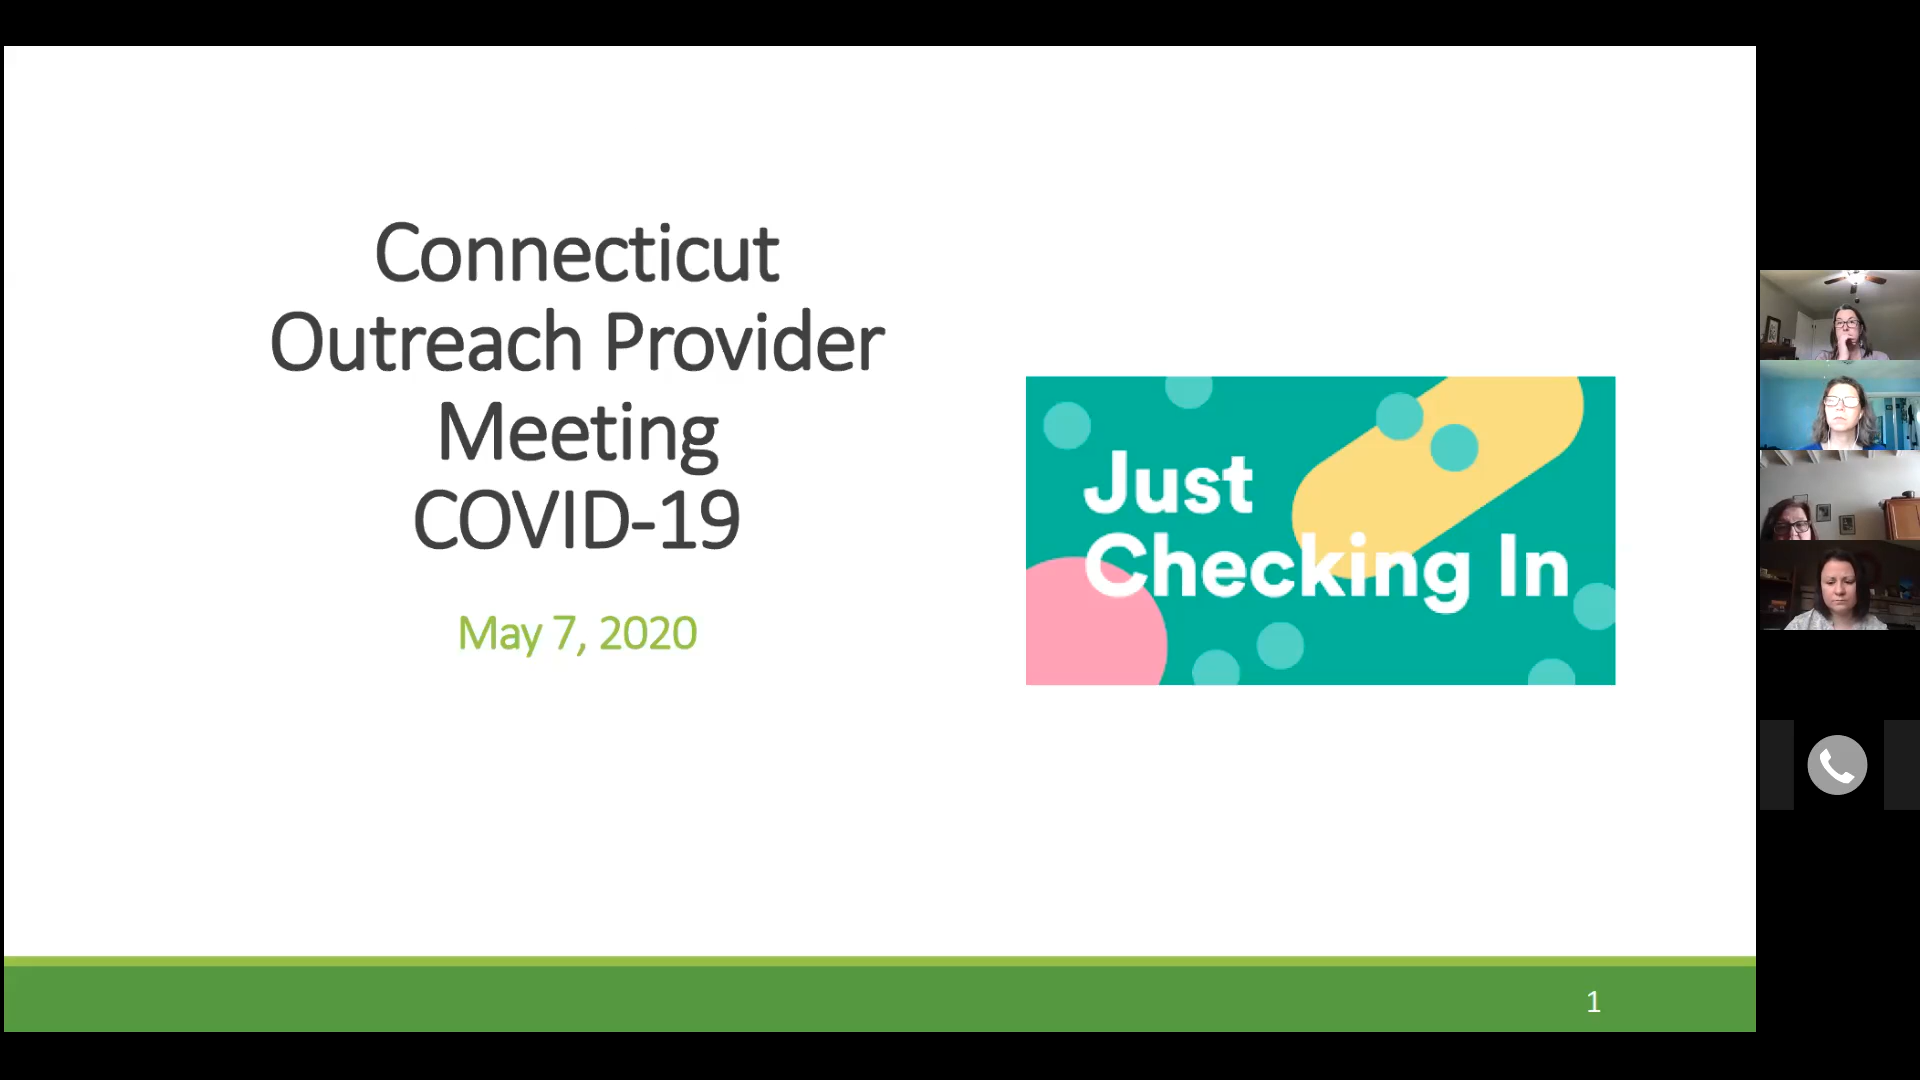 Connecticut
Outreach Provider
Meeting
COVID-19
May 7, 2020
Just
Checking In
1